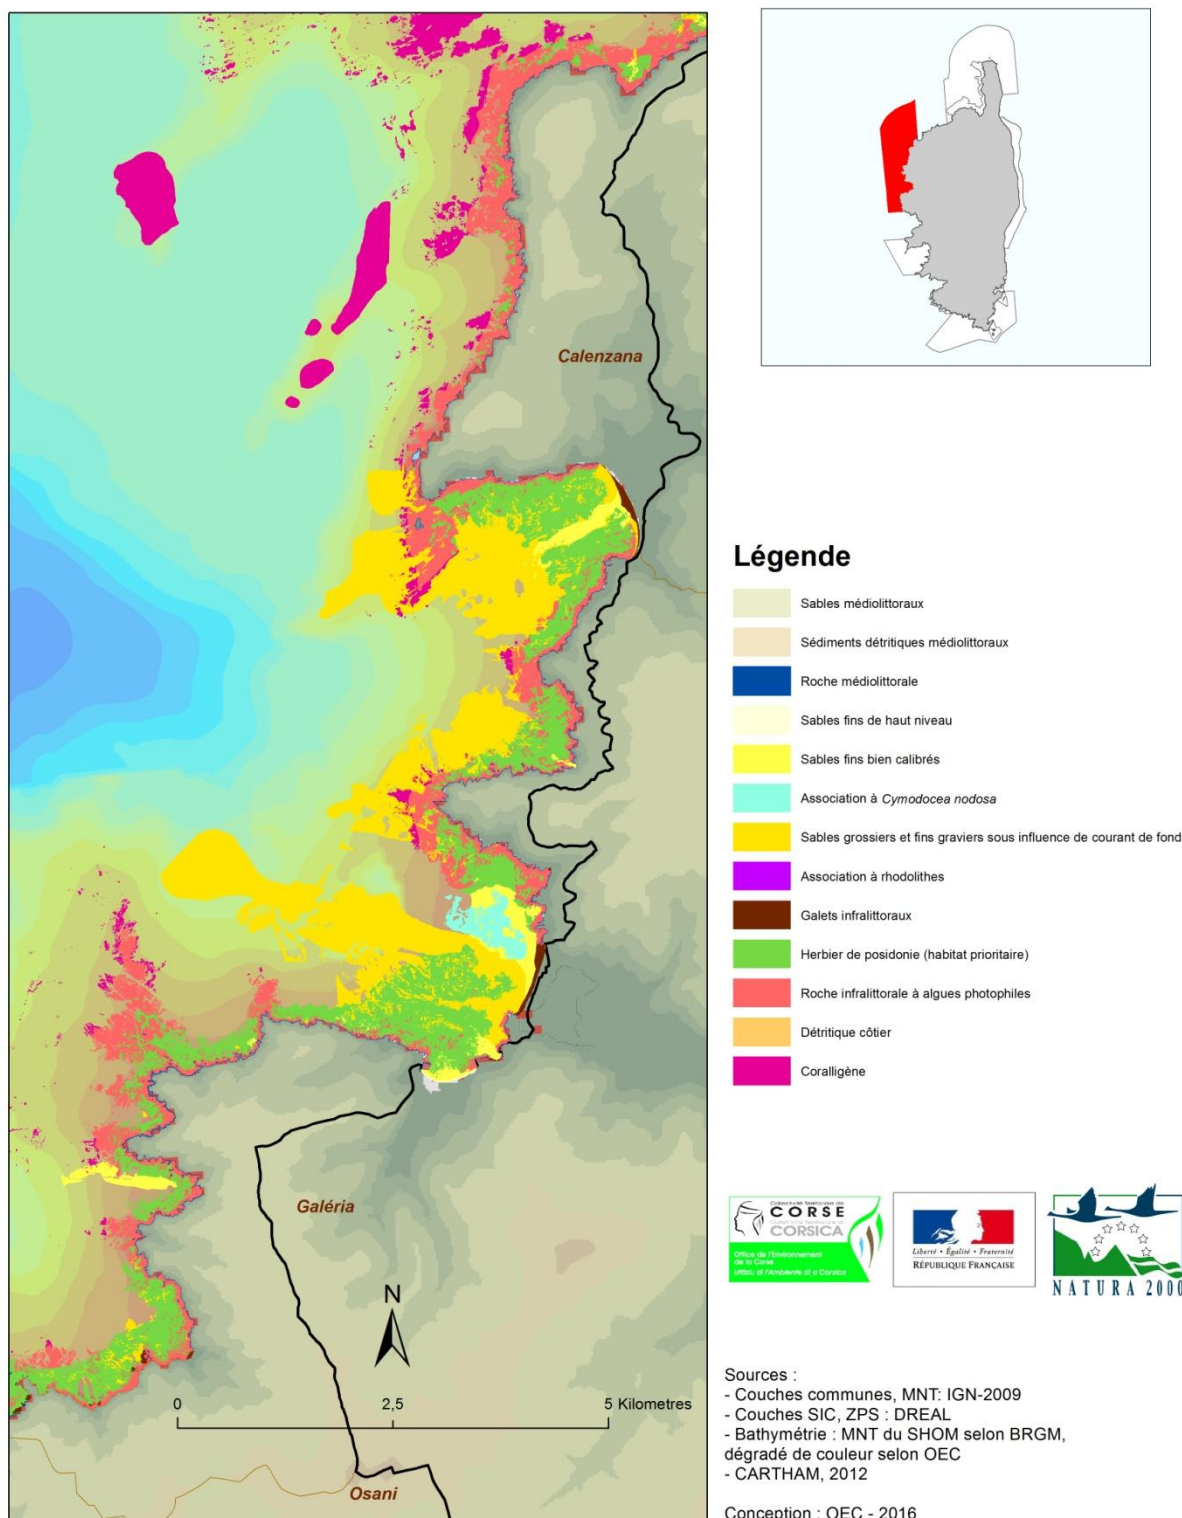 Calenzana
Galéria
N
0 2,5 5 Kilometres
Osani
Légende
Sables médiolittoraux
Sédiments détritiques médiolittoraux
Roche médiolittorale
Sables fins de haut niveau
Sables fins bien calibrés
Association à Cymodocea nodosa
Sables grossiers et fins graviers sous influence de courant de fond
Association à rhodolithes
Galets infralittoraux
Herbier de posidonie (habitat prioritaire)
Roche infralittorale à algues photophiles
Détritique côtier
Coralligène
CORSE
CORSICA
Office de l'Environnement
de la Corse
Uffiziu di l'Ambiente di a Corsica
Liberté • Égalité • Fraternité
RÉPUBLIQUE FRANÇAISE
NATURA 2000
Sources :
- Couches communes, MNT: IGN-2009
- Couches SIC, ZPS : DREAL
- Bathymétrie : MNT du SHOM selon BRGM,
dégradé de couleur selon OEC
- CARTHAM, 2012
Conception : OEC - 2016